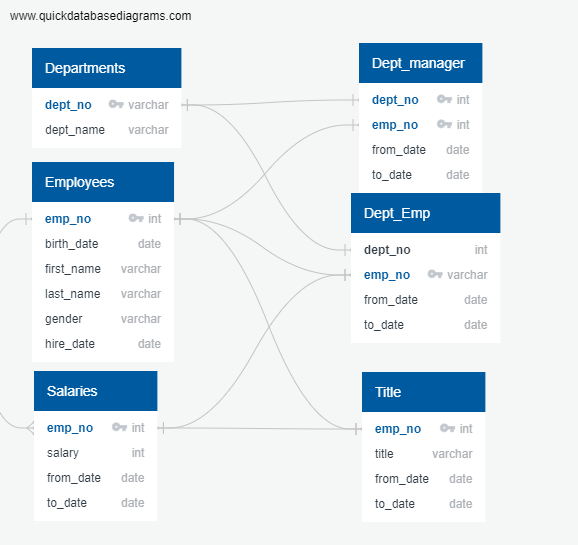 www.quickdatabasediagrams.com
Departments
dept_no varchar
dept_name varchar
Dept_manager
dept_no int
emp_no int
from_date date
to_date date
Employees
emp_no int
birth_date date
first_name varchar
last_name varchar
gender varchar
hire_date date
Dept_Emp
dept_no int
emp_no varchar
from_date date
to_date date
Salaries
emp_no int
salary int
from_date date
to_date date
Title
emp_no int
title varchar
from_date date
to_date date